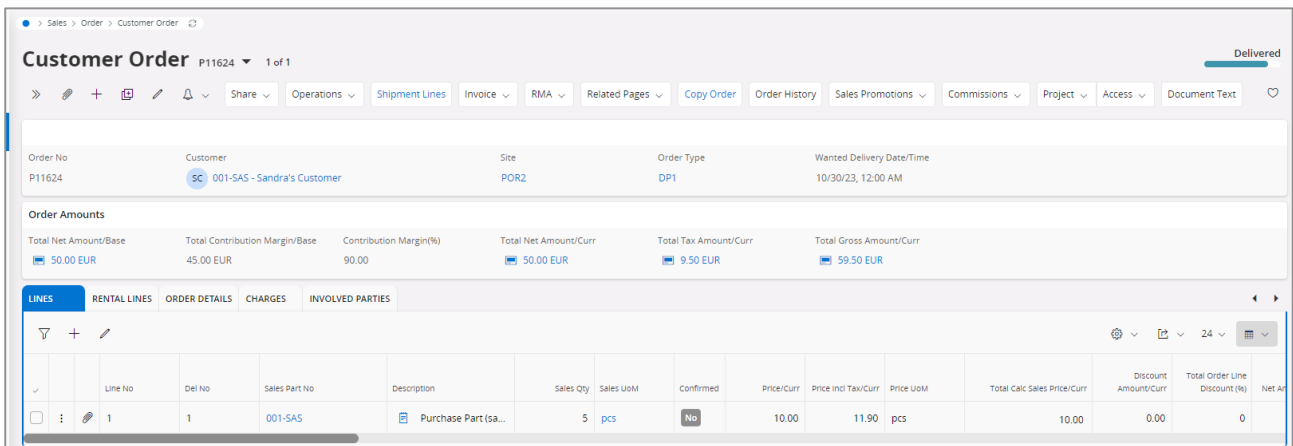 > Sales > Order > Customer Order
Customer Order P11624 1 of 1
Delivered
Share Operations Shipment Lines Invoice RMA Related Pages Copy Order Order History Sales Promotions Commissions Project Access Document Text
Order No Customer Site Order Type Wanted Delivery Date/Time
P11624 SC 001-SAS - Sandra's Customer POR2 DP1 10/30/23, 12:00 AM
Order Amounts
Total Net Amount/Base Total Contribution Margin/Base Contribution Margin(%) Total Net Amount/Curr Total Tax Amount/Curr Total Gross Amount/Curr
50.00 EUR 45.00 EUR 90.00 50.00 EUR 9.50 EUR 59.50 EUR
LINES RENTAL LINES ORDER DETAILS CHARGES INVOLVED PARTIES
24
Line No Del No Sales Part No Description Sales Qty Sales UoM Confirmed Price/Curr Price Incl Tax/Curr Price UoM Total Calc Sales Price/Curr Discount Amount/Curr Total Order Line Discount (%) Net Ar
1 1 001-SAS Purchase Part (sa... 5 pcs No 10.00 11.90 pcs 10.00 0.00 0